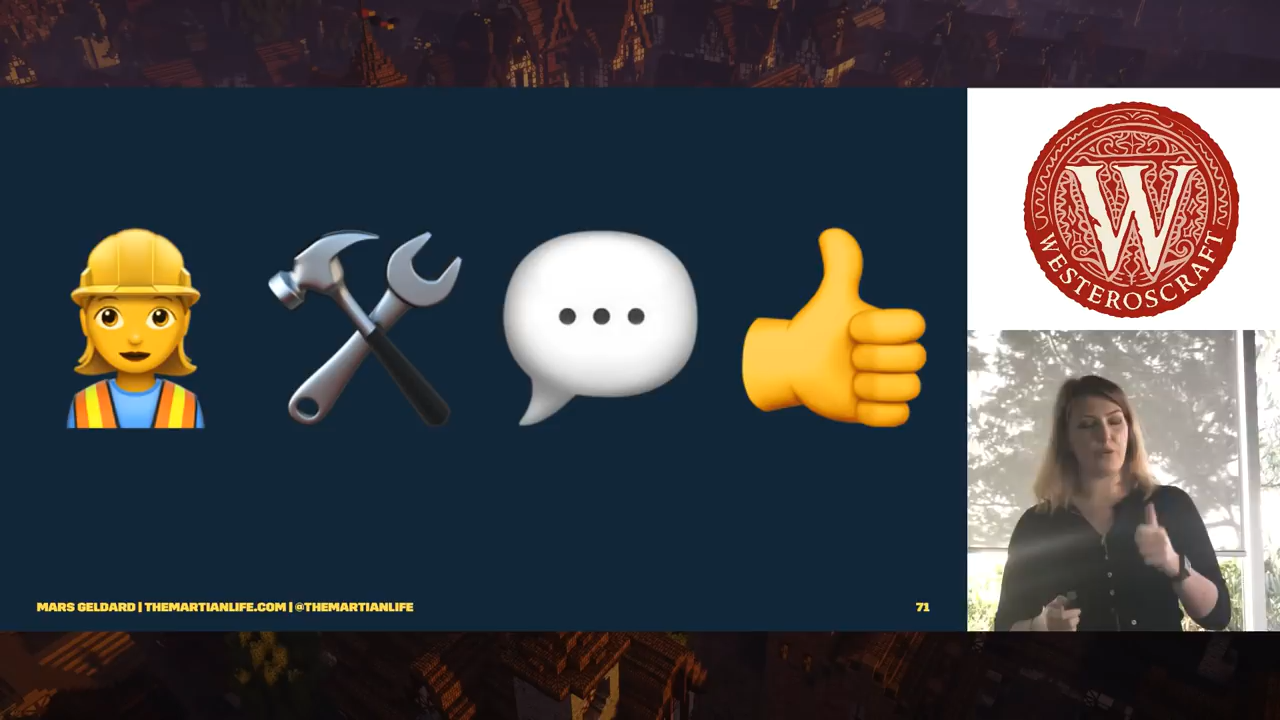 W
WESTEROSCRAFT
MARS GELDARD | THEMARTIANLIFE.COM | @THEMARTIANLIFE
71